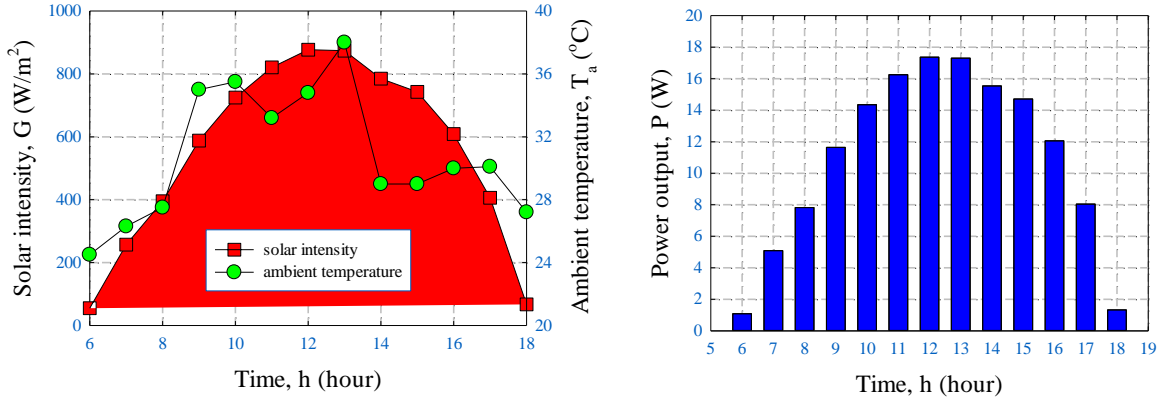 1000
800
600
400
200
0
Solar intensity, G (W/m2)
40
36
32
28
24
20
Ambient temperature, Ta (oC)
solar intensity
ambient temperature
6 8 10 12 14 16 18
Time, h (hour)
20
18
16
14
12
10
8
6
4
2
0
Power output, P (W)
5 6 7 8 9 10 11 12 13 14 15 16 17 18 19
Time, h (hour)